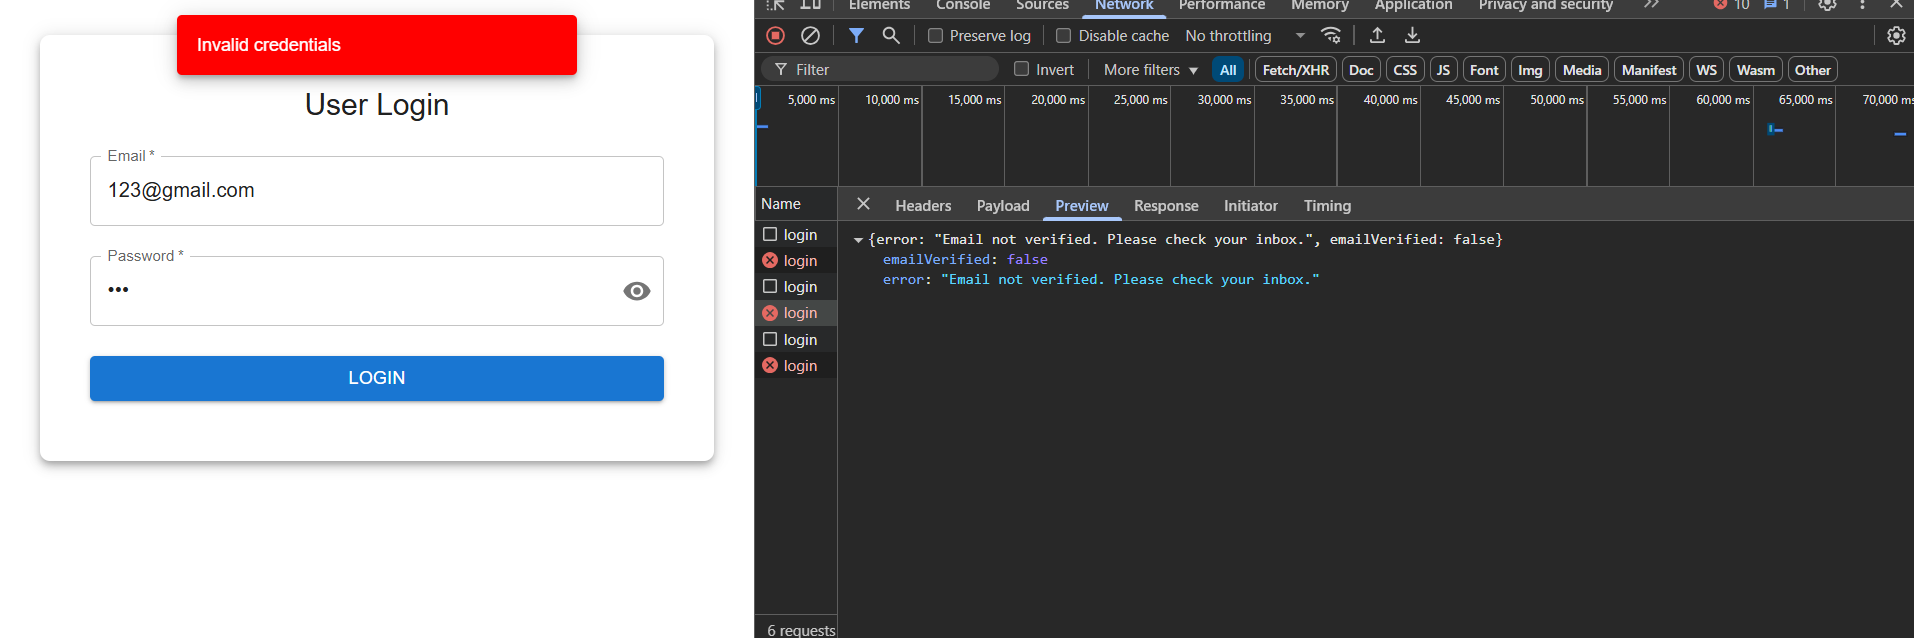 Invalid credentials
User Login
Email *
123@gmail.com
Password *
•••
LOGIN
Elements Console Sources Network Performance Memory Application Privacy and security 10 1
Preserve log Disable cache No throttling
Filter Invert More filters All Fetch/XHR Doc CSS JS Font Img Media Manifest WS Wasm Other
5,000 ms 10,000 ms 15,000 ms 20,000 ms 25,000 ms 30,000 ms 35,000 ms 40,000 ms 45,000 ms 50,000 ms 55,000 ms 60,000 ms 65,000 ms 70,000 ms
Name
login
login
login
login
login
login
6 requests
Headers Payload Preview Response Initiator Timing
{error: "Email not verified. Please check your inbox.", emailVerified: false}
emailVerified: false
error: "Email not verified. Please check your inbox."